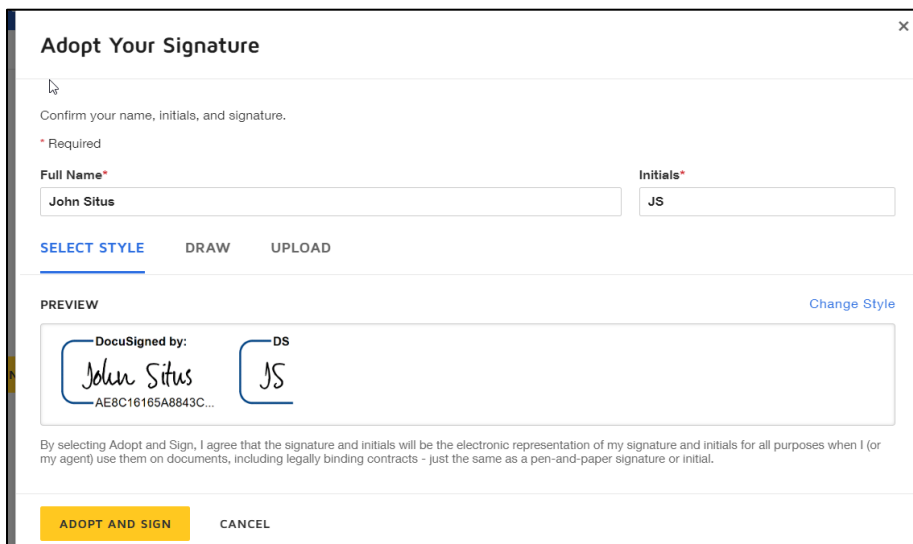 Adopt Your Signature
×
Confirm your name, initials, and signature.
* Required
Full Name* Initials*
John Situs JS
SELECT STYLE DRAW UPLOAD
PREVIEW Change Style
DocuSigned by: DS
John Situs JS
AE8C16165A8843C...
By selecting Adopt and Sign, I agree that the signature and initials will be the electronic representation of my signature and initials for all purposes when I (or
my agent) use them on documents, including legally binding contracts - just the same as a pen-and-paper signature or initial.
ADOPT AND SIGN CANCEL